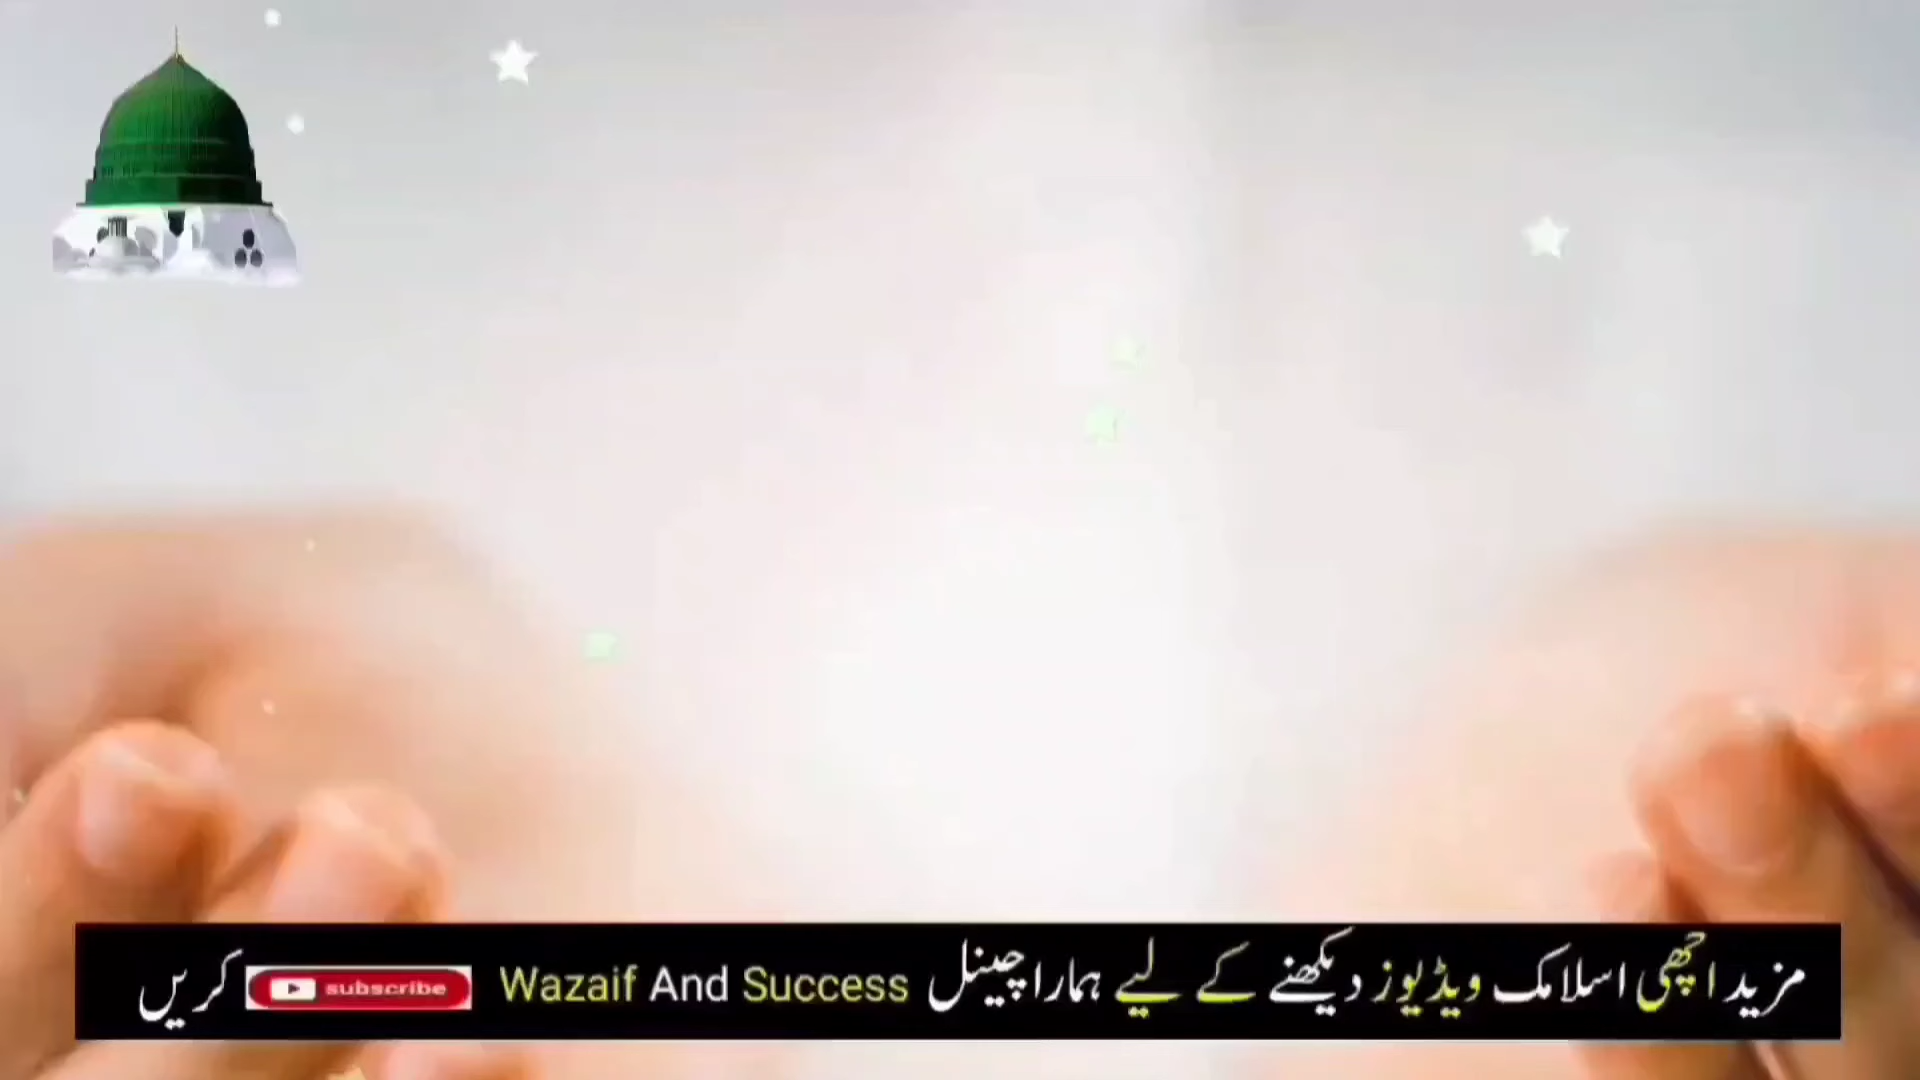 مزید اچھی اسلامک ویڈیوز دیکھنے کے لیے ہمارا چینل Wazaif And Success subscribe کریں